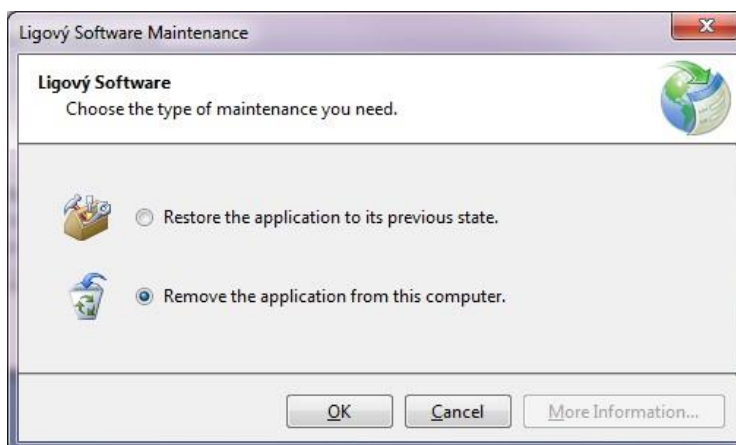 Ligový Software Maintenance
Ligový Software
Choose the type of maintenance you need.
Restore the application to its previous state.
Remove the application from this computer.
OK
Cancel
More Information...